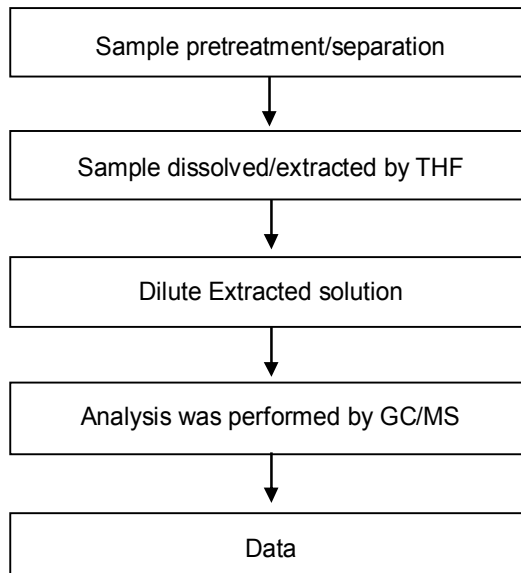 Sample pretreatment/separation
Sample dissolved/extracted by THF
Dilute Extracted solution
Analysis was performed by GC/MS
Data